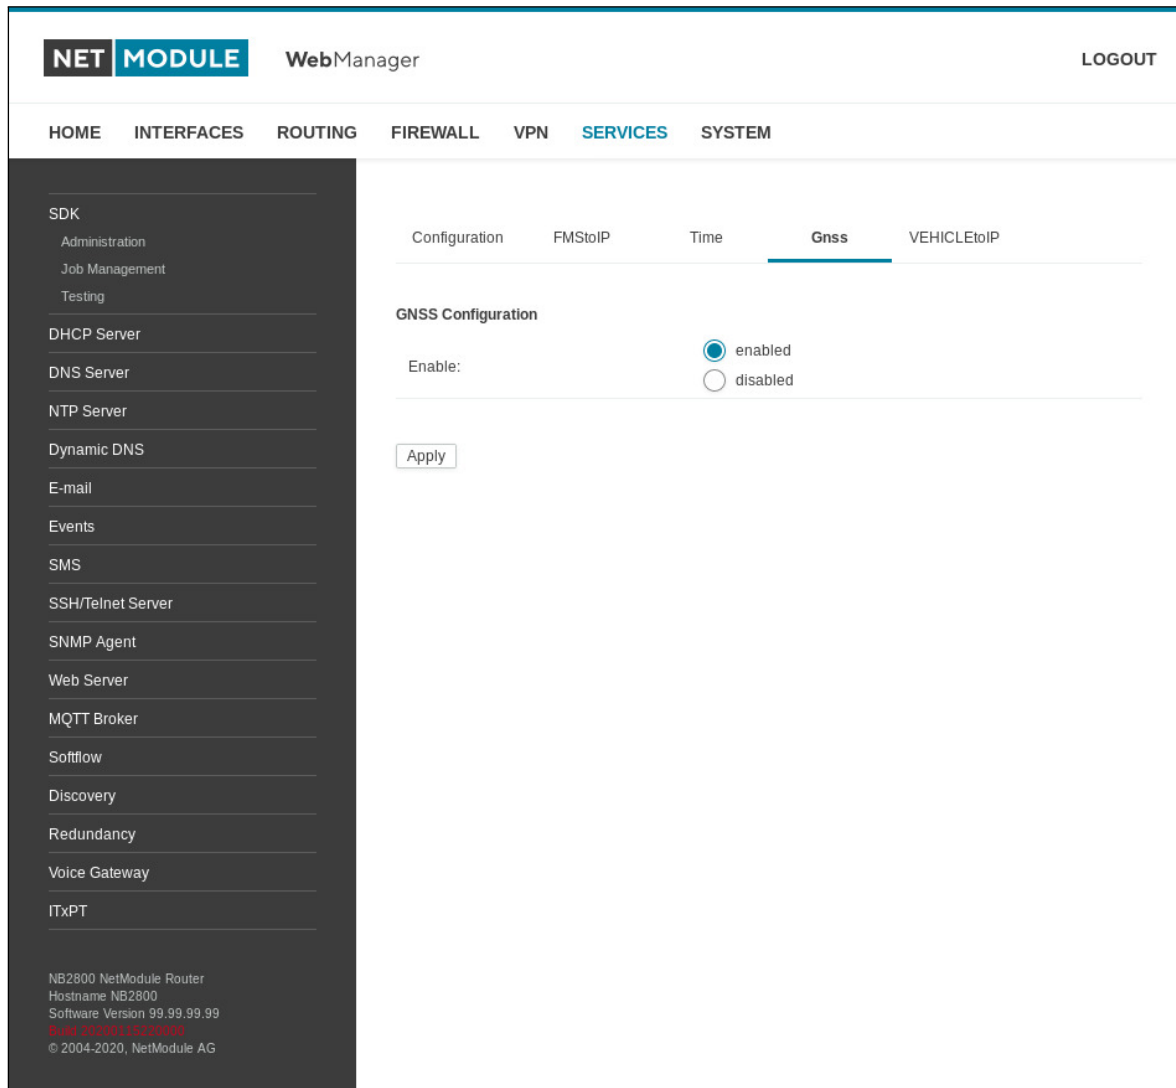 NET MODULE WebManager LOGOUT
HOME INTERFACES ROUTING FIREWALL VPN SERVICES SYSTEM
SDK
Administration
Job Management
Testing
DHCP Server
DNS Server
NTP Server
Dynamic DNS
E-mail
Events
SMS
SSH/Telnet Server
SNMP Agent
Web Server
MQTT Broker
Softflow
Discovery
Redundancy
Voice Gateway
ITxPT
NB2800 NetModule Router
Hostname NB2800
Software Version 99.99.99.99
Build
© 2004-2020, NetModule AG
Configuration FMStoIP Time Gnss VEHICLEtoIP
GNSS Configuration
Enable:
enabled
disabled
Apply